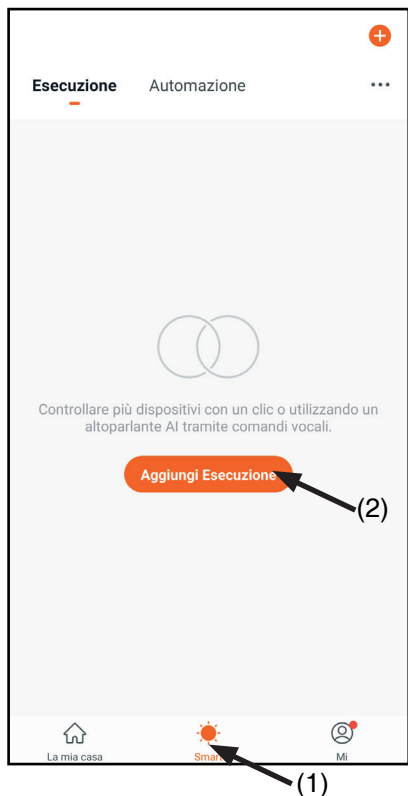 Esecuzione Automazione
Controllare più dispositivi con un clic o utilizzando un
altoparlante AI tramite comandi vocali.
Aggiungi Esecuzione
(2)
La mia casa Smart Mi
(1)